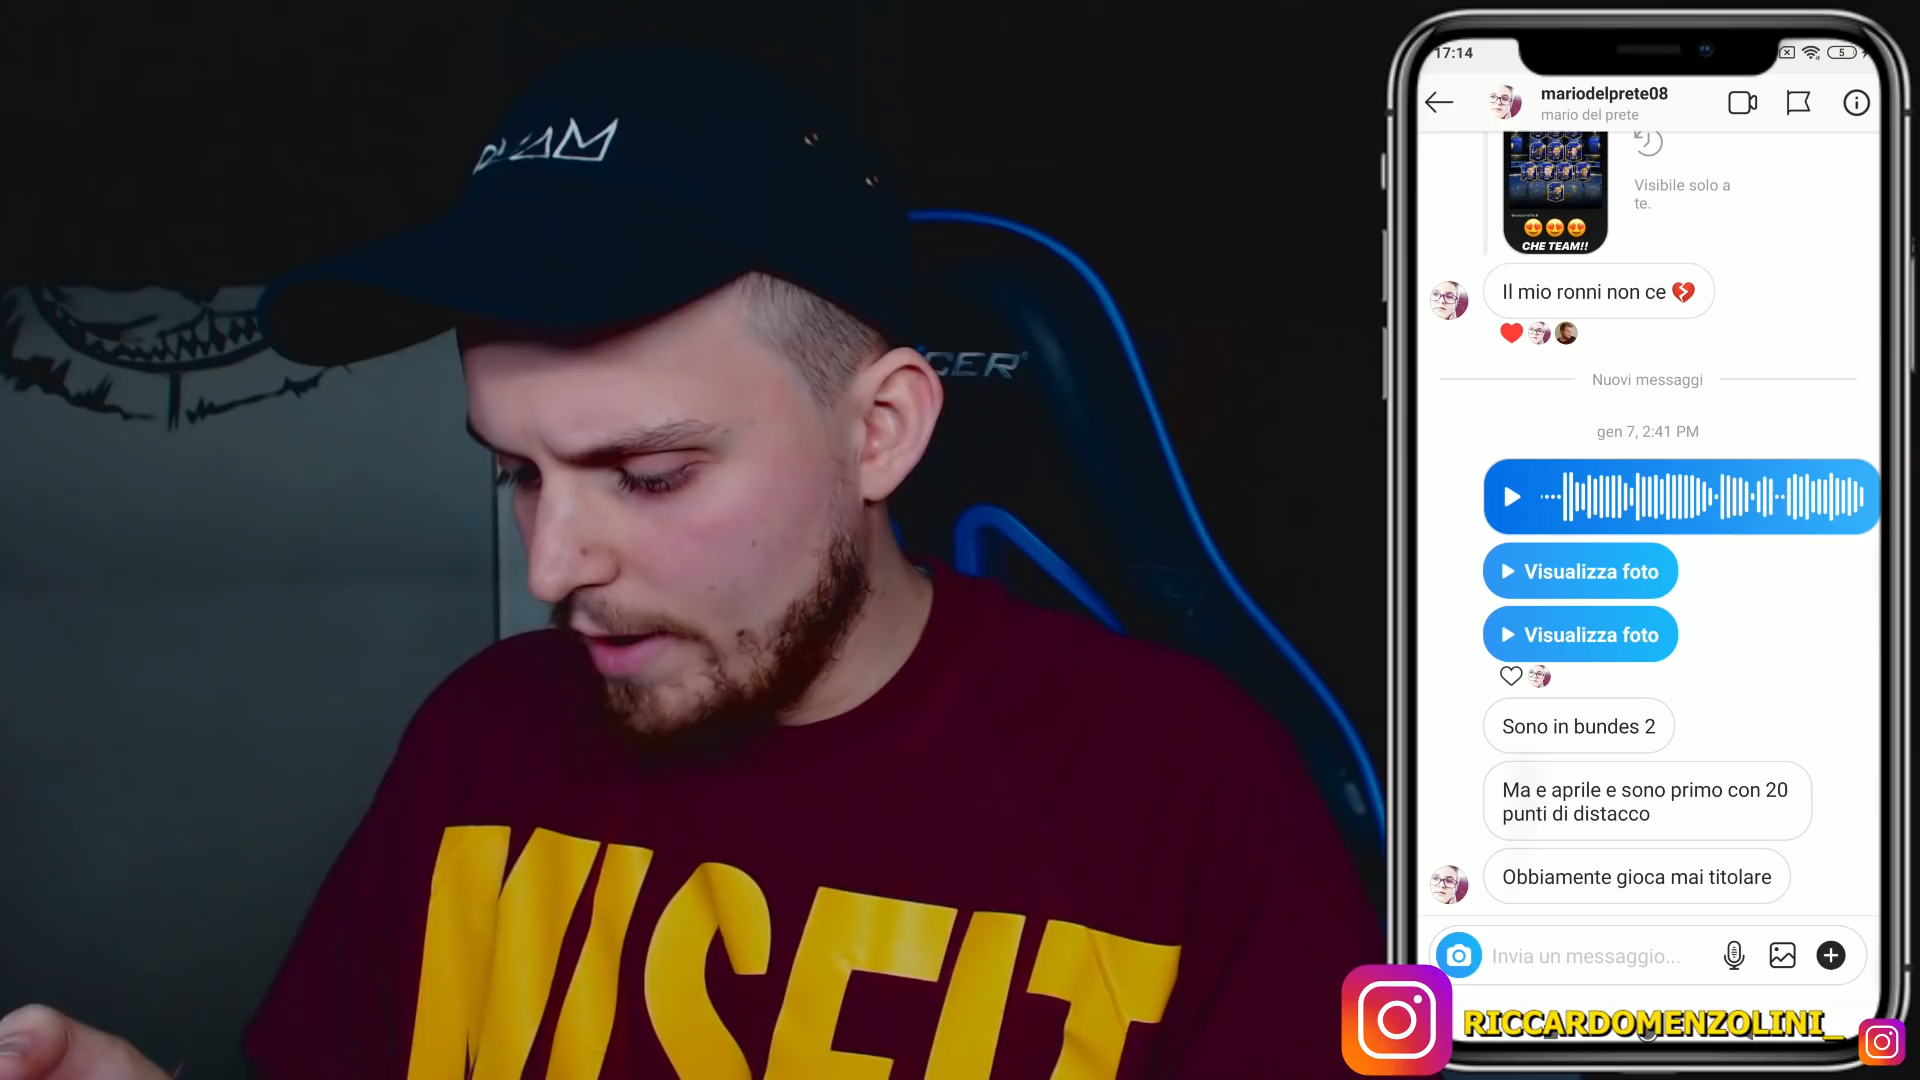 17:14
5
mariodelprete08
mario del prete
Visibile solo a
te.
CHE TEAM!!
Il mio ronni non ce
Nuovi messaggi
gen 7, 2:41 PM
Visualizza foto
Visualizza foto
Sono in bundes 2
Ma e aprile e sono primo con 20
punti di distacco
Obbiamente gioca mai titolare
Invia un messaggio...
RICCARDOMENZOLINI_
MISFIT